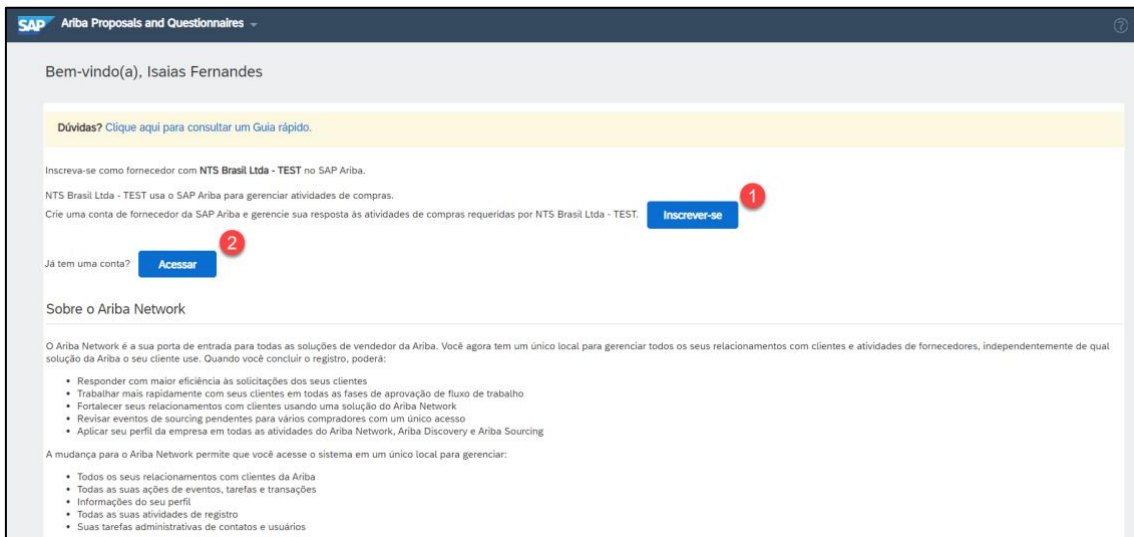 SAP Ariba Proposals and Questionnaires
Bem-vindo(a), Isaias Fernandes
Dúvidas? Clique aqui para consultar um Guia rápido.
Inscreva-se como fornecedor com NTS Brasil Ltda - TEST no SAP Ariba.
NTS Brasil Ltda - TEST usa o SAP Ariba para gerenciar atividades de compras.
1
Crie uma conta de fornecedor da SAP Ariba e gerencie sua resposta às atividades de compras requeridas por NTS Brasil Ltda - TEST. Inscrever-se
2
Já tem uma conta? Acessar
Sobre o Ariba Network
O Ariba Network é a sua porta de entrada para todas as soluções de vendedor da Ariba. Você agora tem um único local para gerenciar todos os seus relacionamentos com clientes e atividades de fornecedores, independentemente de qual
solução da Ariba o seu cliente use. Quando você concluir o registro, poderá:
• Responder com maior eficiência às solicitações dos seus clientes
• Trabalhar mais rapidamente com seus clientes em todas as fases de aprovação de fluxo de trabalho
• Fortalecer seus relacionamentos com clientes usando uma solução do Ariba Network
• Revisar eventos de sourcing pendentes para vários compradores com um único acesso
• Aplicar seu perfil da empresa em todas as atividades do Ariba Network, Ariba Discovery e Ariba Sourcing
A mudança para o Ariba Network permite que você acesse o sistema em um único local para gerenciar:
• Todos os seus relacionamentos com clientes da Ariba
• Todas as suas ações de eventos, tarefas e transações
• Informações do seu perfil
• Todas as suas atividades de registro
• Suas tarefas administrativas de contatos e usuários